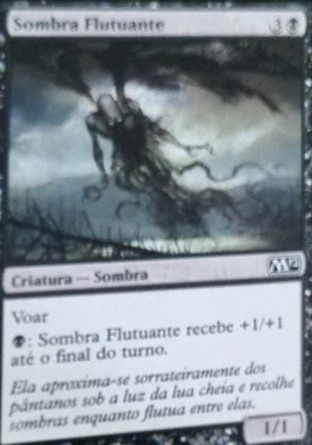 Sombra Flutuante 3
M12
Criatura — Sombra
Voar
: Sombra Flutuante recebe +1/+1
até o final do turno.
Ela aproxima-se sorrateiramente dos
pântanos sob a luz da lua cheia e recolhe
sombras enquanto flutua entre elas.
1/1